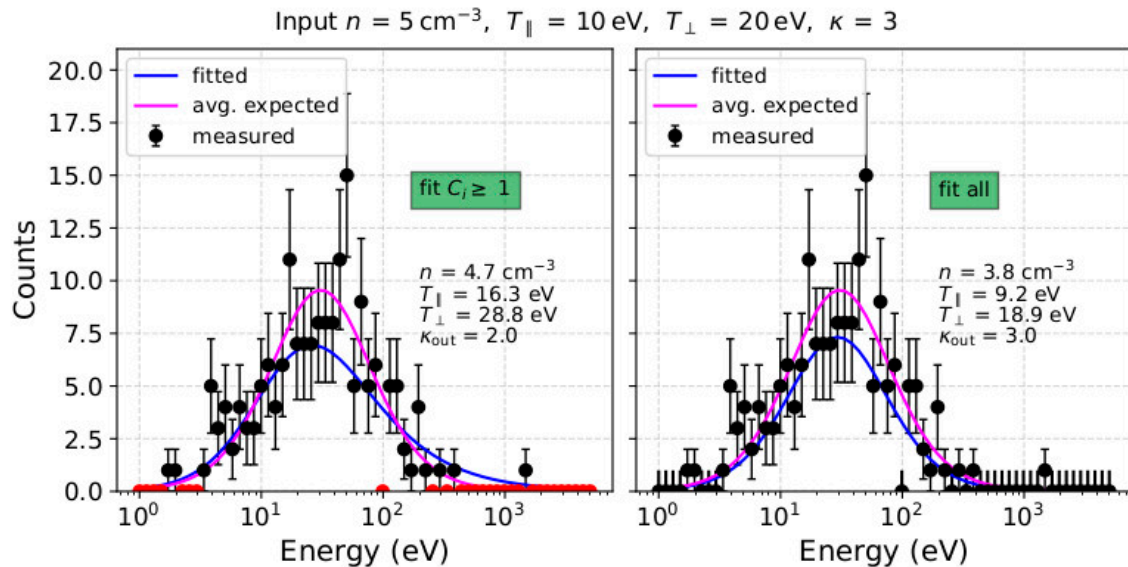 Input n = 5 cm⁻³, T∥ = 10 eV, T⊥ = 20 eV, κ = 3
20.0
17.5
15.0
12.5
10.0
7.5
5.0
2.5
0.0
Counts
fitted
avg. expected
measured
fit Cᵢ ≥ 1
n = 4.7 cm⁻³
T∥ = 16.3 eV
T⊥ = 28.8 eV
κout = 2.0
10⁰ 10¹ 10² 10³
Energy (eV)
fitted
avg. expected
measured
fit all
n = 3.8 cm⁻³
T∥ = 9.2 eV
T⊥ = 18.9 eV
κout = 3.0
10⁰ 10¹ 10² 10³
Energy (eV)